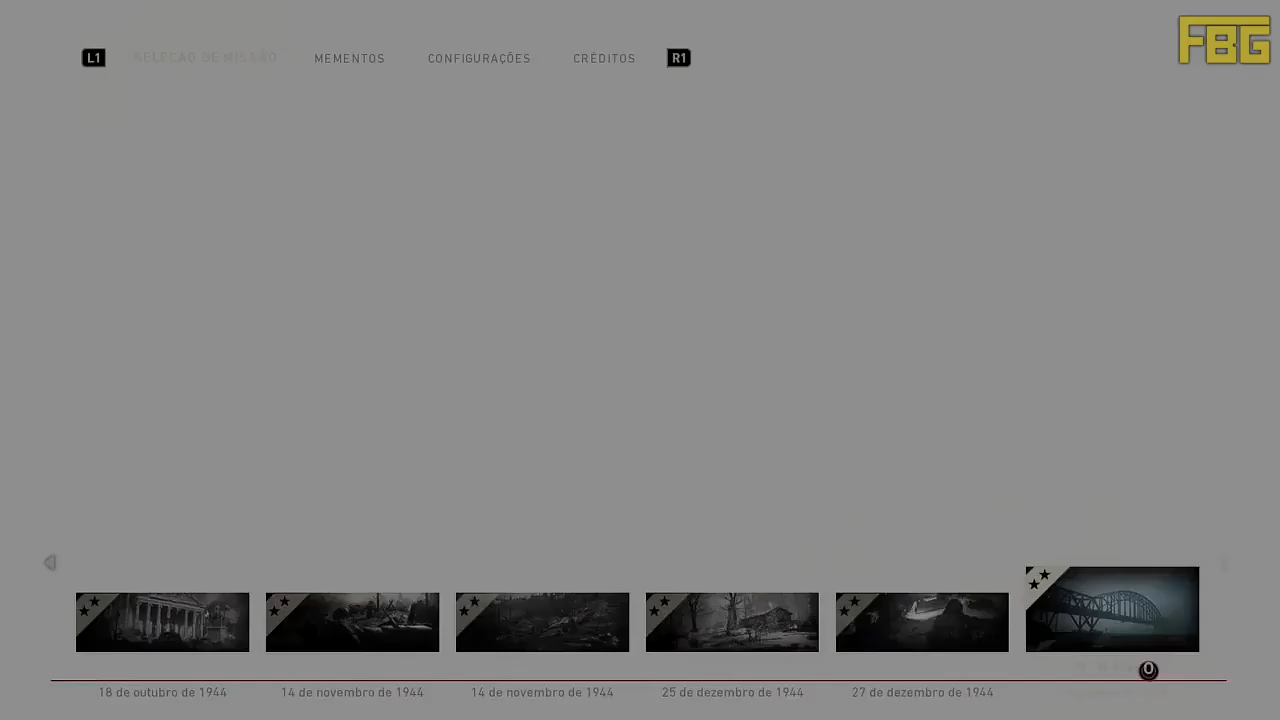 FBG
L1 SELEÇÃO DE MISSÃO MEMENTOS CONFIGURAÇÕES CRÉDITOS R1
18 de outubro de 1944
14 de novembro de 1944
14 de novembro de 1944
25 de dezembro de 1944
27 de dezembro de 1944